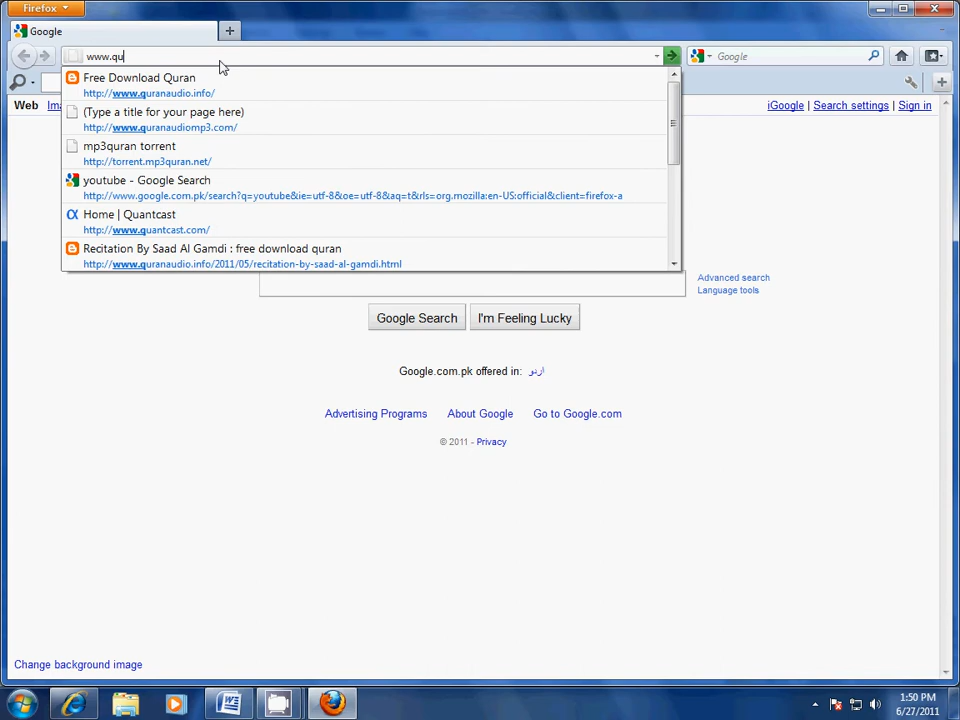 Firefox
Google
www.qu
Google
Free Download Quran
http://www.quranaudio.info/
(Type a title for your page here)
http://www.quranaudiomp3.com/
mp3quran torrent
http://torrent.mp3quran.net/
youtube - Google Search
http://www.google.com.pk/search?q=youtube&ie=utf-8&oe=utf-8&aq=t&rls=org.mozilla:en-US:official&client=firefox-a
Home | Quantcast
http://www.quantcast.com/
Recitation By Saad Al Gamdi : free download quran
http://www.quranaudio.info/2011/05/recitation-by-saad-al-gamdi.html
Web Ima
iGoogle | Search settings | Sign in
Advanced search
Language tools
Google Search I'm Feeling Lucky
Google.com.pk offered in: اردو
Advertising Programs About Google Go to Google.com
© 2011 - Privacy
Change background image
1:50 PM
6/27/2011